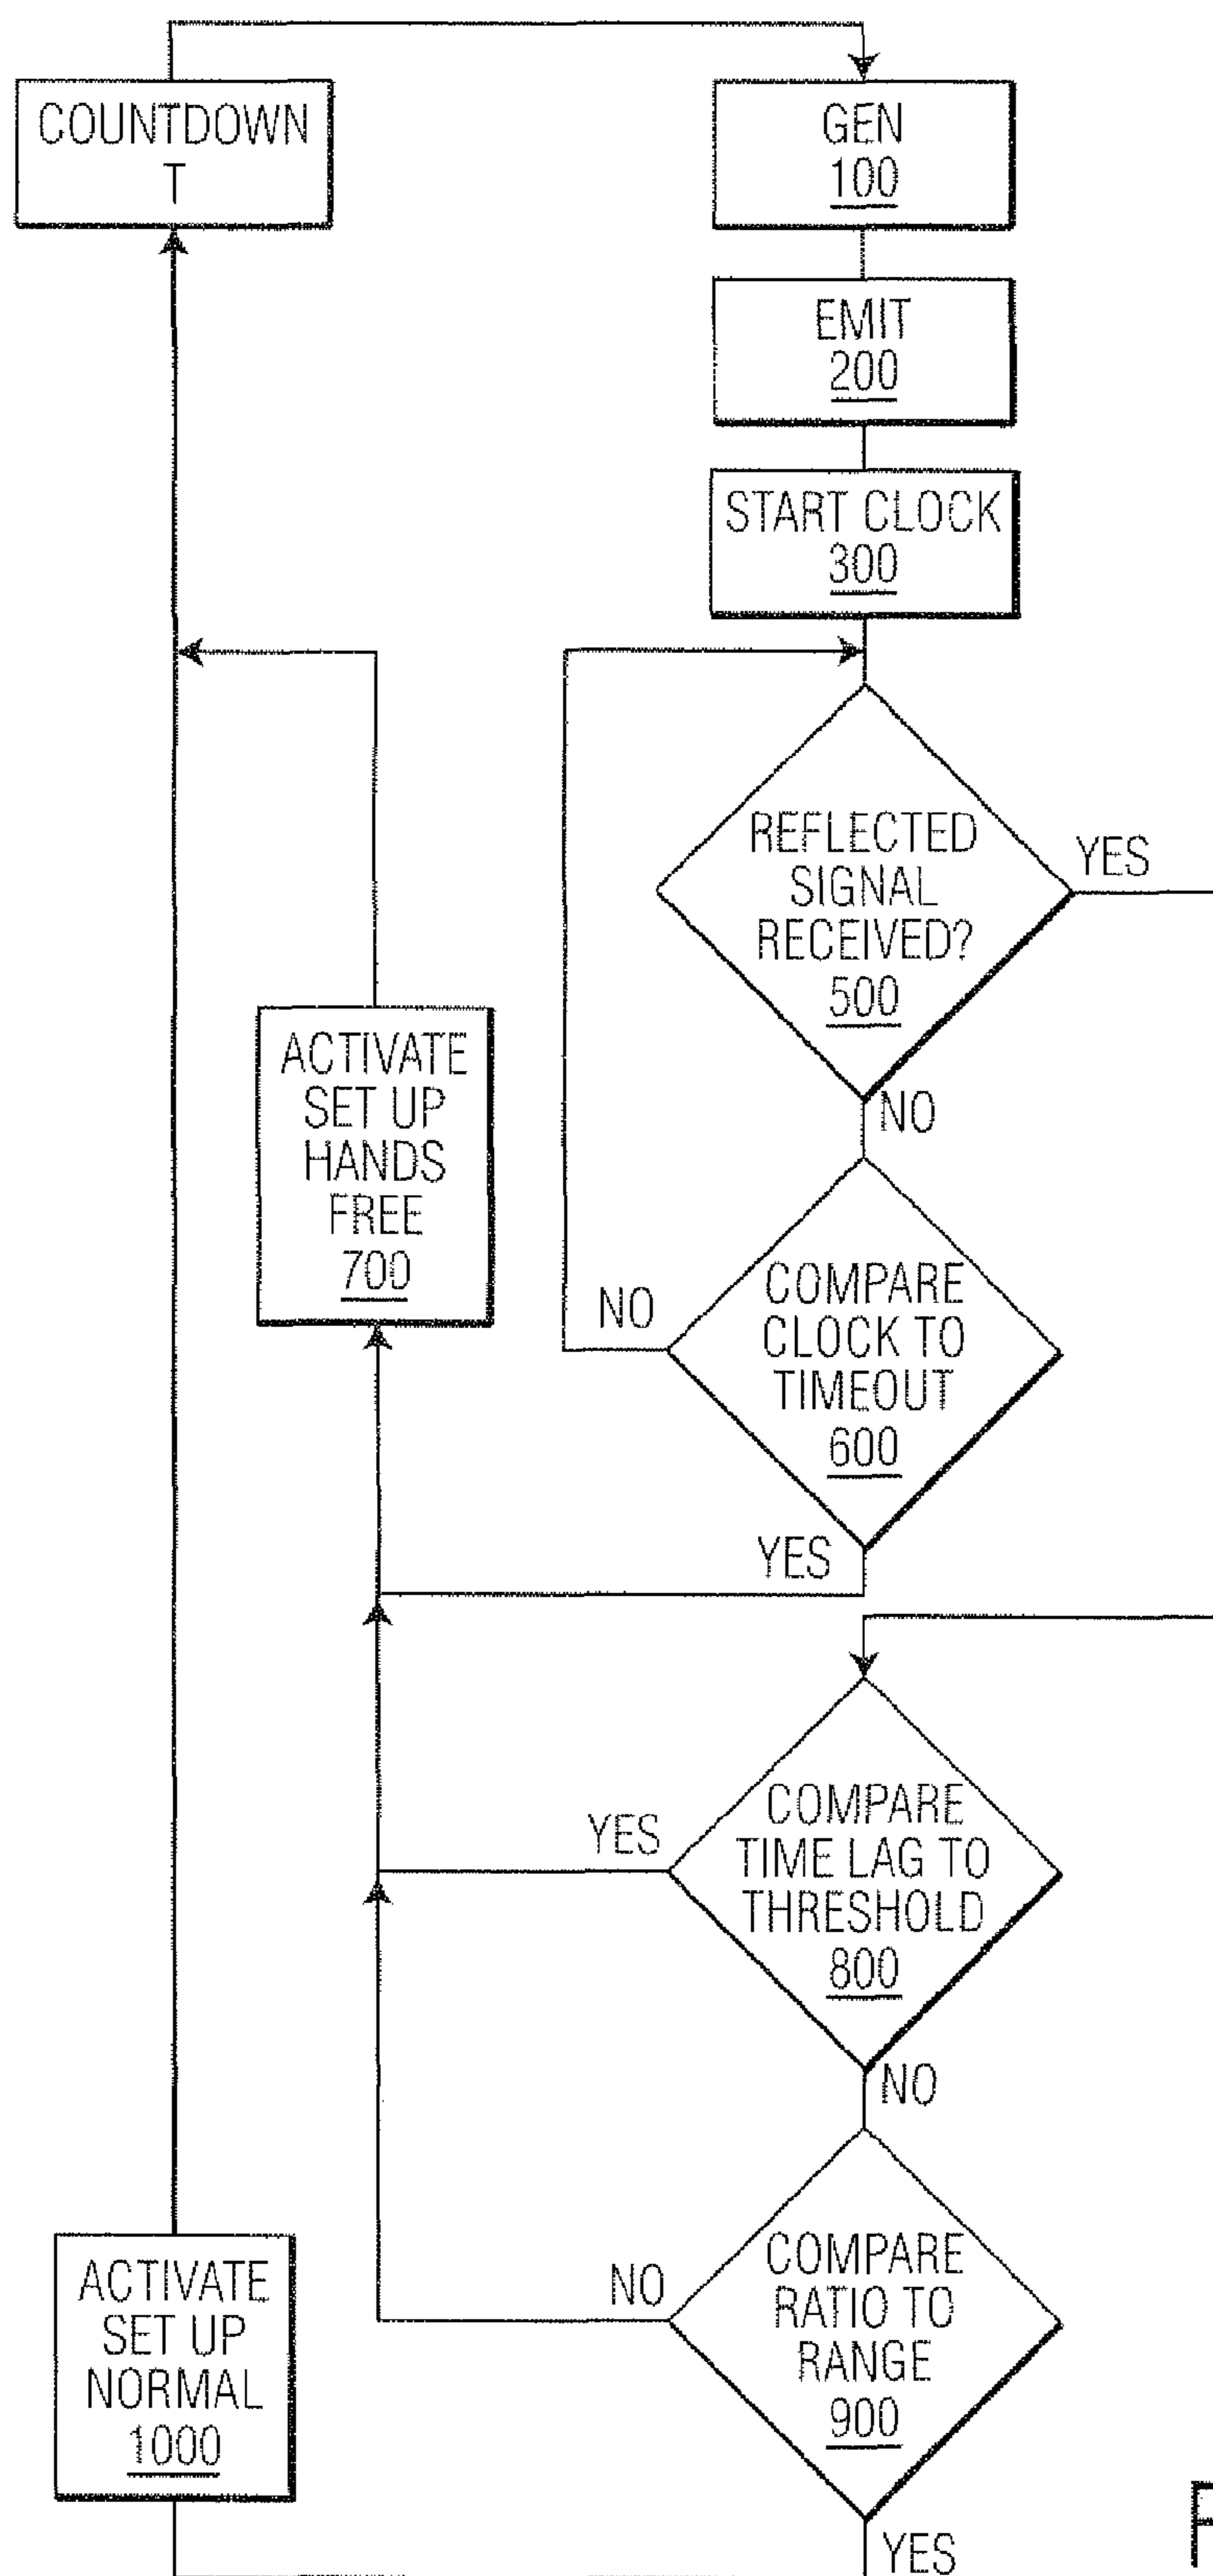 COUNTDOWN
T
GEN
100
EMIT
200
START CLOCK
300
REFLECTED
SIGNAL
RECEIVED?
500
YES
NO
ACTIVATE
SET UP
HANDS
FREE
700
COMPARE
CLOCK TO
TIMEOUT
600
NO
YES
COMPARE
TIME LAG TO
THRESHOLD
800
YES
NO
COMPARE
RATIO TO
RANGE
900
NO
YES
ACTIVATE
SET UP
NORMAL
1000